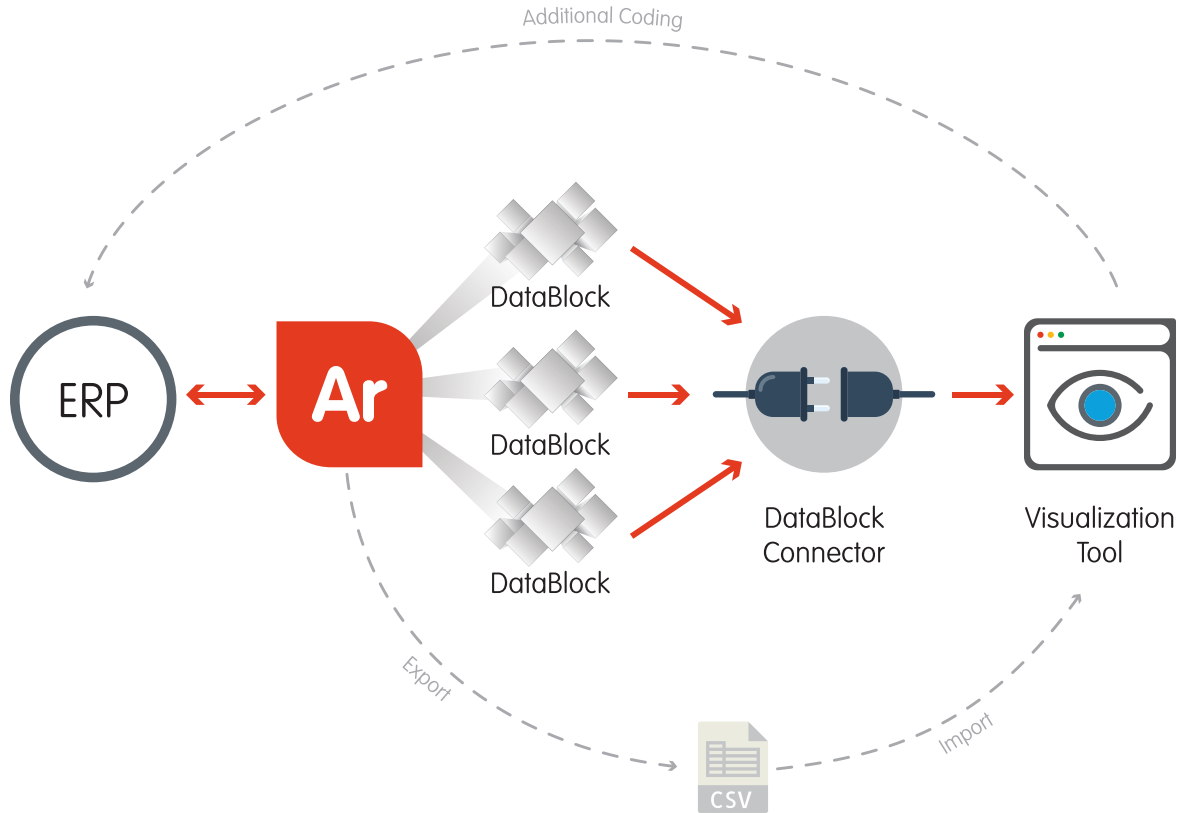 Additional Coding
DataBlock
ERP
Ar
DataBlock
DataBlock
DataBlock
Connector
Visualization
Tool
Export
Import
CSV